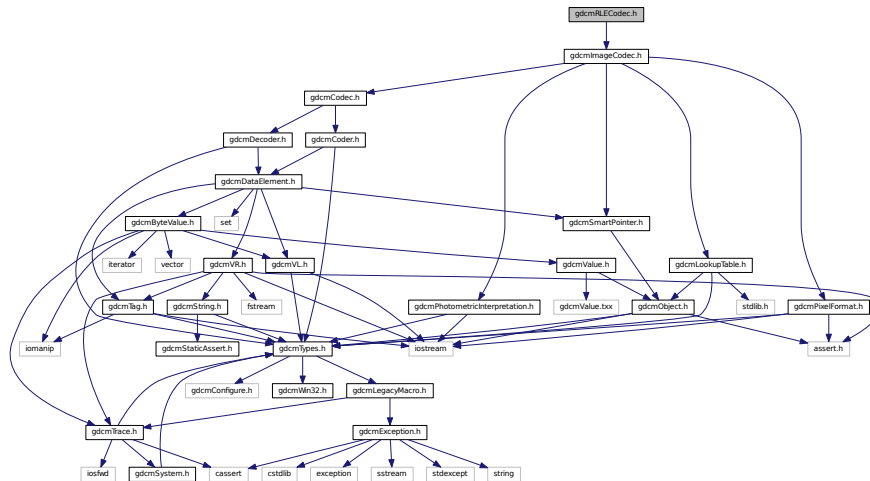 gdcmRLECodec.h
gdcmImageCodec.h
gdcmCodec.h
gdcmDecoder.h
gdcmCoder.h
gdcmDataElement.h
gdcmByteValue.h
set
gdcmSmartPointer.h
iterator
vector
gdcmVR.h
gdcmVL.h
gdcmValue.h
gdcmLookupTable.h
gdcmTag.h
gdcmString.h
fstream
gdcmPhotometricInterpretation.h
gdcmValue.txx
gdcmObject.h
stdlib.h
gdcmPixelFormat.h
iomanip
gdcmStaticAssert.h
gdcmTypes.h
iostream
assert.h
gdcmConfigure.h
gdcmWin32.h
gdcmLegacyMacro.h
gdcmTrace.h
gdcmException.h
iosfwd
gdcmSystem.h
cassert
cstdlib
exception
sstream
stdexcept
string